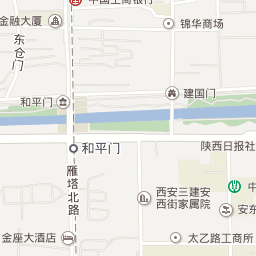 中国工商银行
金融大厦
锦华商场
东仓
门
建国门
和平门
陕西日报社
和平门
雁塔北路
西安三建安
西街家属院
安东
金座大酒店
太乙路工商所